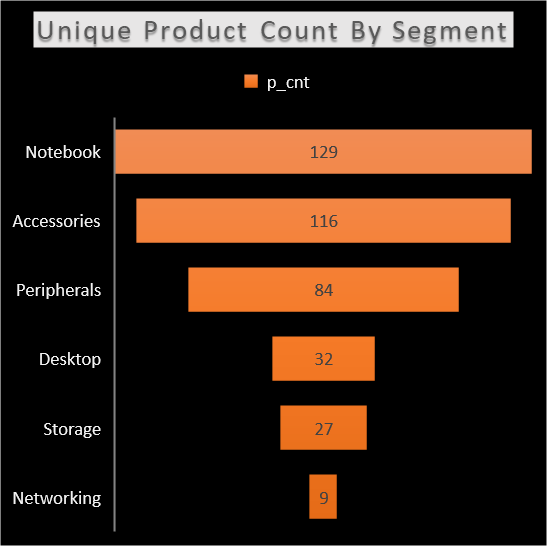 Unique Product Count By Segment
p_cnt
Notebook 129
Accessories 116
Peripherals 84
Desktop 32
Storage 27
Networking 9